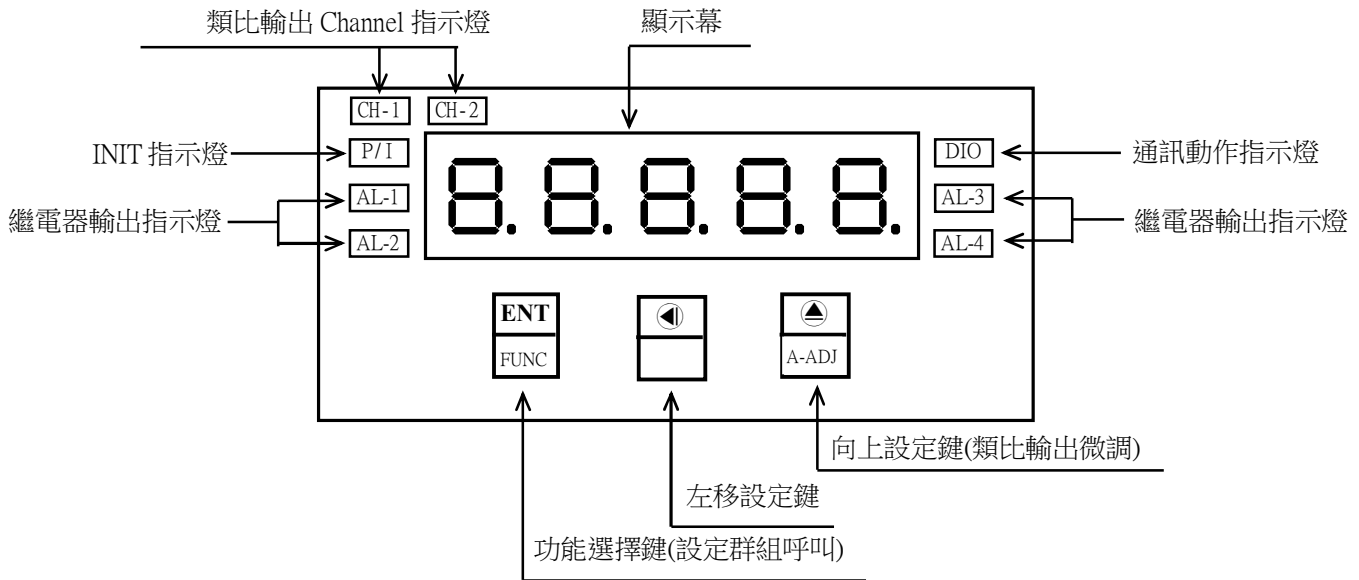 類比輸出 Channel 指示燈
顯示幕
CH-1
CH-2
INIT 指示燈
P/I
8.8.8.8.8.
DIO
通訊動作指示燈
繼電器輸出指示燈
AL-1
AL-2
AL-3
AL-4
繼電器輸出指示燈
ENT
FUNC
A-ADJ
向上設定鍵(類比輸出微調)
左移設定鍵
功能選擇鍵(設定群組呼叫)